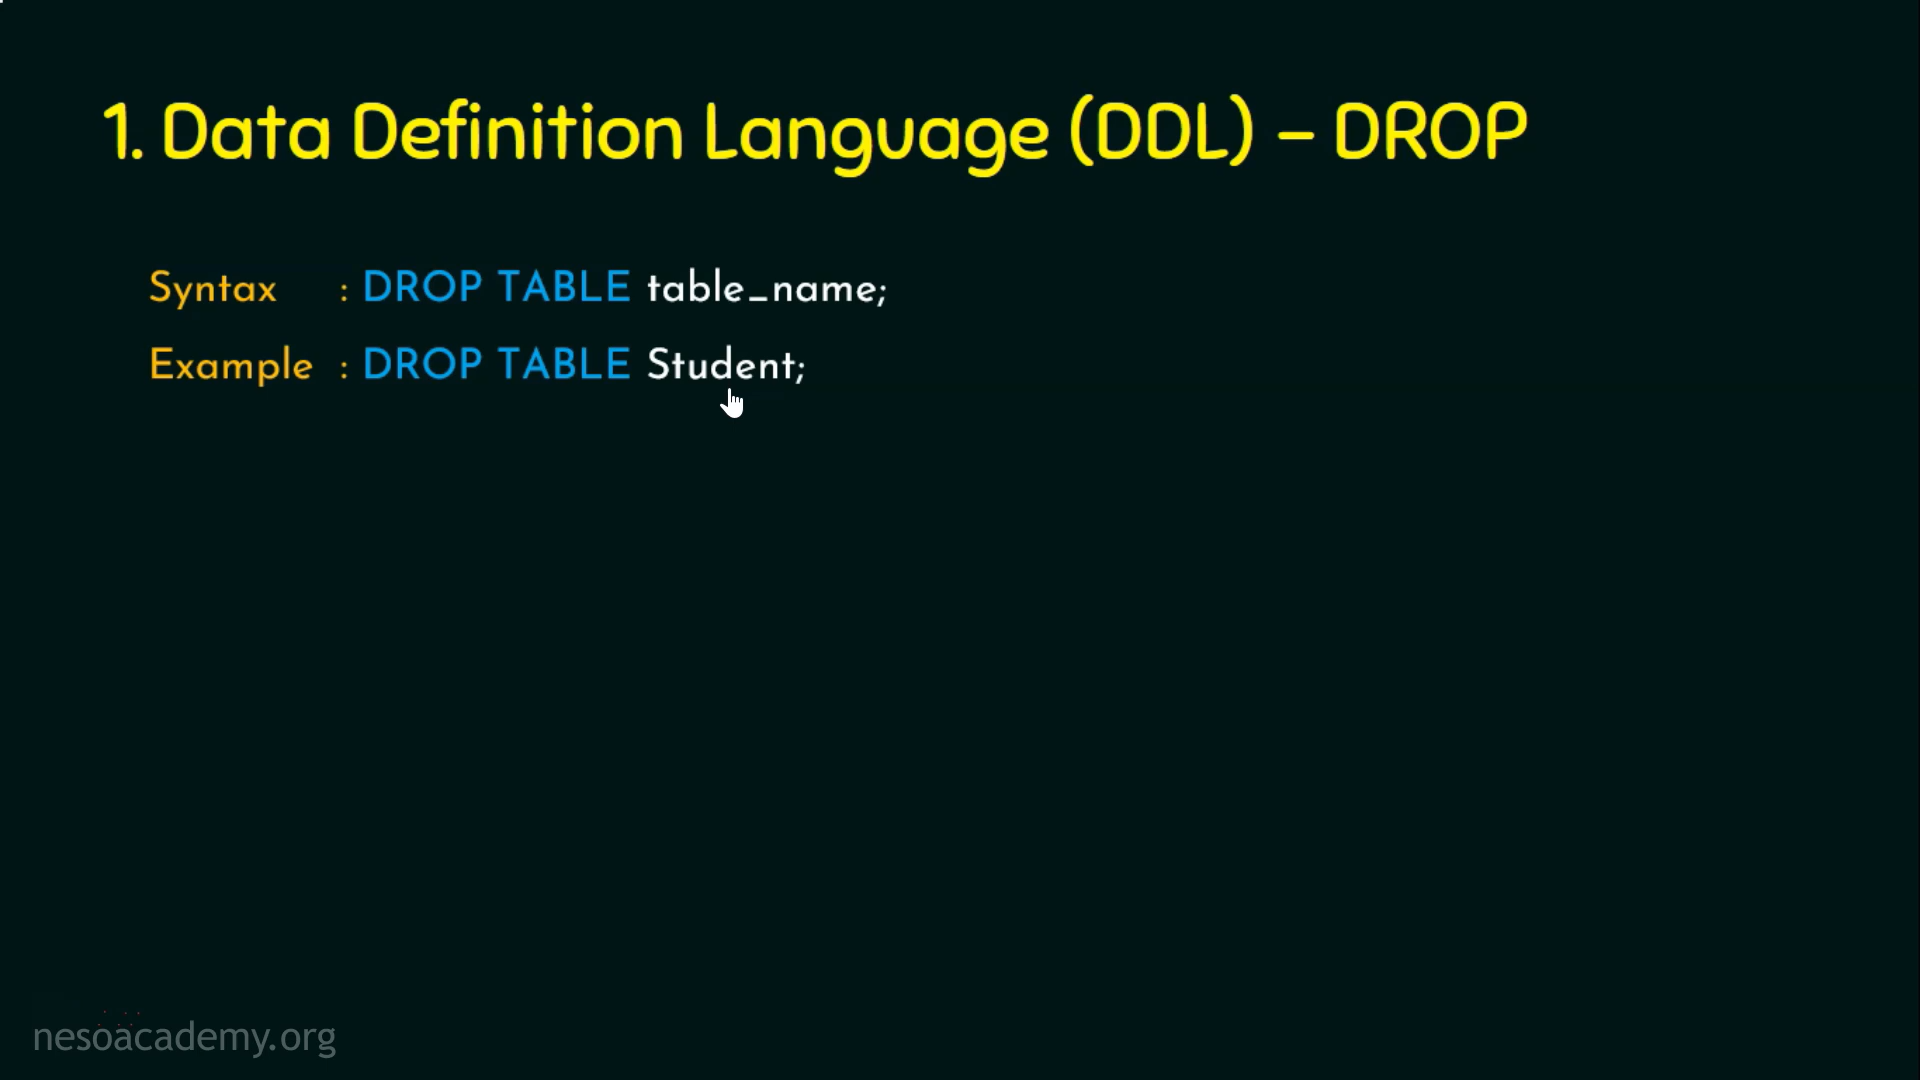 1. Data Definition Language (DDL) – DROP
Syntax : DROP TABLE table_name;
Example : DROP TABLE Student;
nesoacademy.org